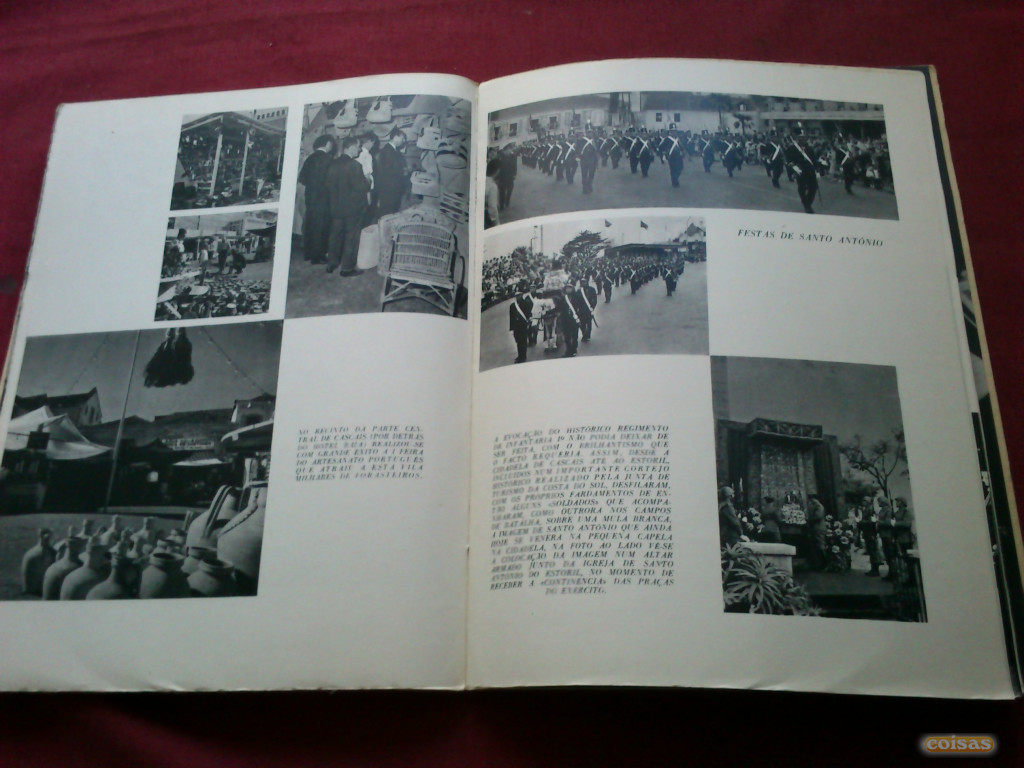 NO RECINTO DA PARTE CEN-
TRAL DE CASCAIS (POR DETRÁS
DO HOTEL BAÍA) REALIZOU-SE
COM GRANDE ÊXITO A I FEIRA
DO ARTESANATO PORTUGUÊS
QUE ATRAIU A ESTA VILA
MILHARES DE FORASTEIROS.
FESTAS DE SANTO ANTÓNIO
A EVOCAÇÃO DO HISTÓRICO REGIMENTO
DE INFANTARIA 19 NÃO PODIA DEIXAR DE
SER FEITA, COM O BRILHANTISMO QUE
O FACTO REQUERIA. ASSIM, DESDE A
CIDADELA DE CASCAIS ATÉ AO ESTORIL,
INCLUÍDOS NUM IMPORTANTE CORTEJO
HISTÓRICO REALIZADO PELA JUNTA DE
TURISMO DA COSTA DO SOL, DESFILARAM,
COM OS PRÓPRIOS FARDAMENTOS DE EN-
TÃO ALGUNS «SOLDADOS» QUE ACOMPA-
NHARAM, COMO OUTRORA NOS CAMPOS
DE BATALHA, SOBRE UMA MULA BRANCA,
A IMAGEM DE SANTO ANTÓNIO QUE AINDA
HOJE SE VENERA NA PEQUENA CAPELA
NA CIDADELA, NA FOTO AO LADO VÊ-SE
A COLOCAÇÃO DA IMAGEM NUM ALTAR
ARMADO JUNTO DA IGREJA DE SANTO
ANTÓNIO DO ESTORIL, NO MOMENTO DE
RECEBER A «CONTINÊNCIA» DAS PRAÇAS
DO EXÉRCITO.
coisas